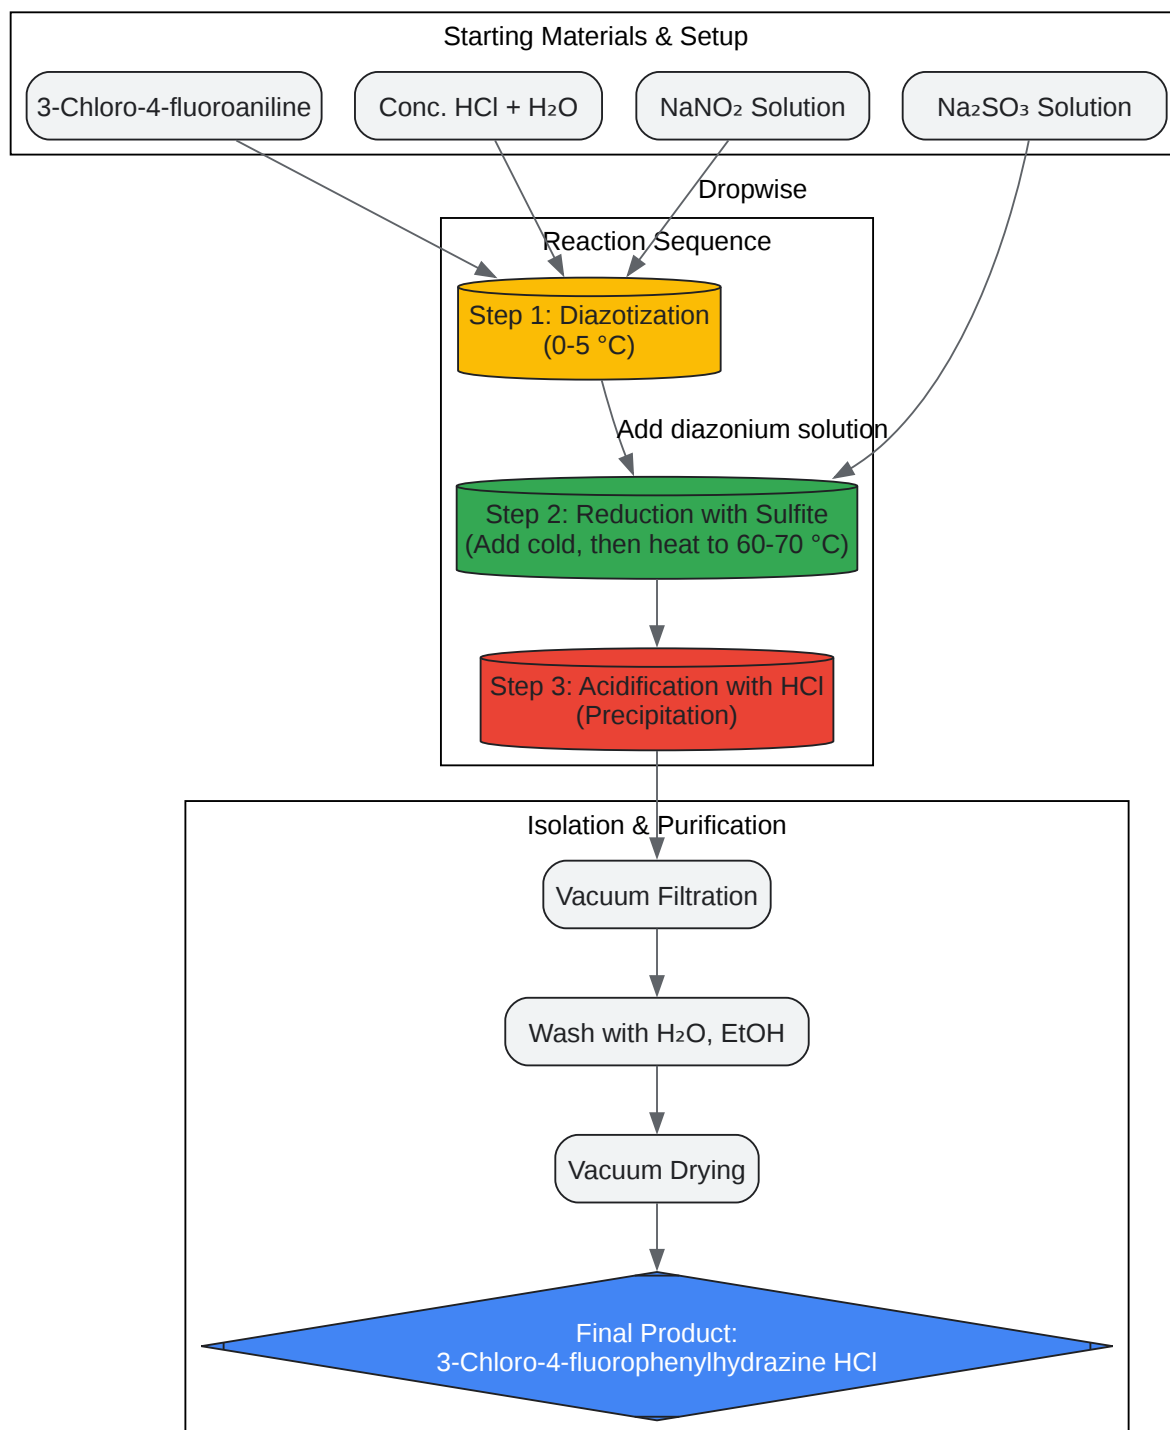 Starting Materials & Setup
3-Chloro-4-fluoroaniline
Conc. HCl + H₂O
NaNO₂ Solution
Na₂SO₃ Solution
Dropwise
Reaction Sequence
Step 1: Diazotization
(0-5 °C)
Add diazonium solution
Step 2: Reduction with Sulfite
(Add cold, then heat to 60-70 °C)
Step 3: Acidification with HCl
(Precipitation)
Isolation & Purification
Vacuum Filtration
Wash with H₂O, EtOH
Vacuum Drying
Final Product:
3-Chloro-4-fluorophenylhydrazine HCl